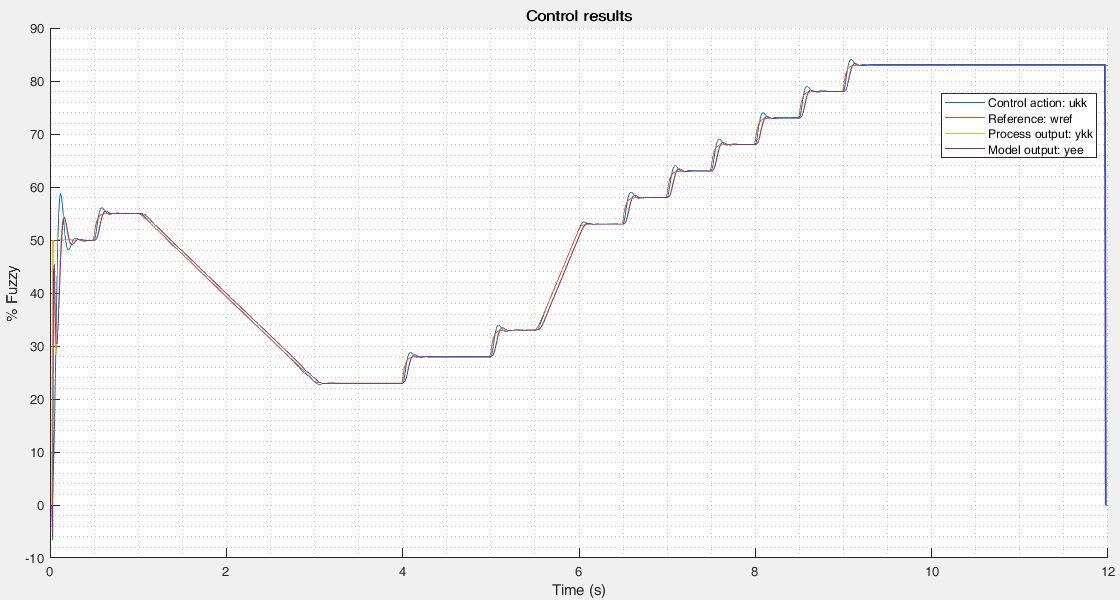 Control results
90
80
70
60
50
40
30
20
10
0
-10
% Fuzzy
Control action: ukk
Reference: wref
Process output: ykk
Model output: yee
0 2 4 6 8 10 12
Time (s)